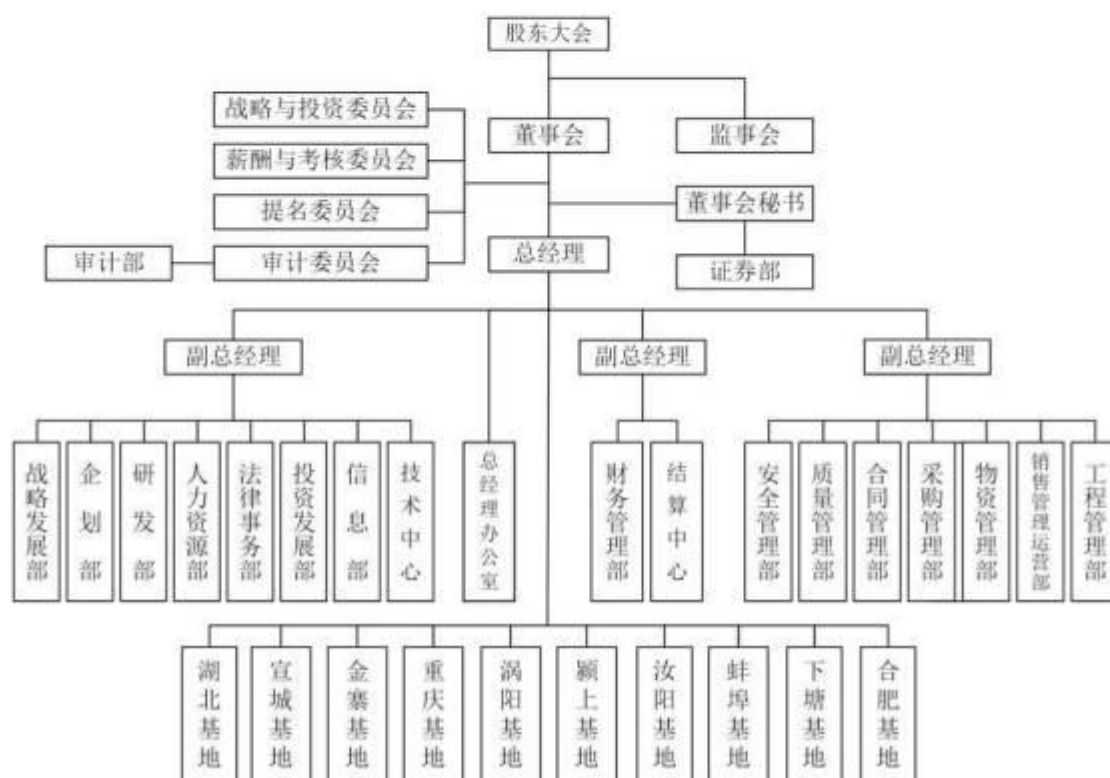 股东大会
战略与投资委员会
董事会
监事会
薪酬与考核委员会
董事会秘书
提名委员会
总经理
审计部
审计委员会
证券部
副总经理
副总经理
副总经理
战略发展部
企划部
研发部
人力资源部
法律事务部
投资发展部
信息部
技术中心
总经理办公室
财务管理部
结算中心
安全管理部
质量管理部
合同管理部
采购管理部
物资管理部
销售管理运营部
工程管理部
湖北基地
宣城基地
金寨基地
重庆基地
涡阳基地
颍上基地
汝阳基地
蚌埠基地
下塘基地
合肥基地